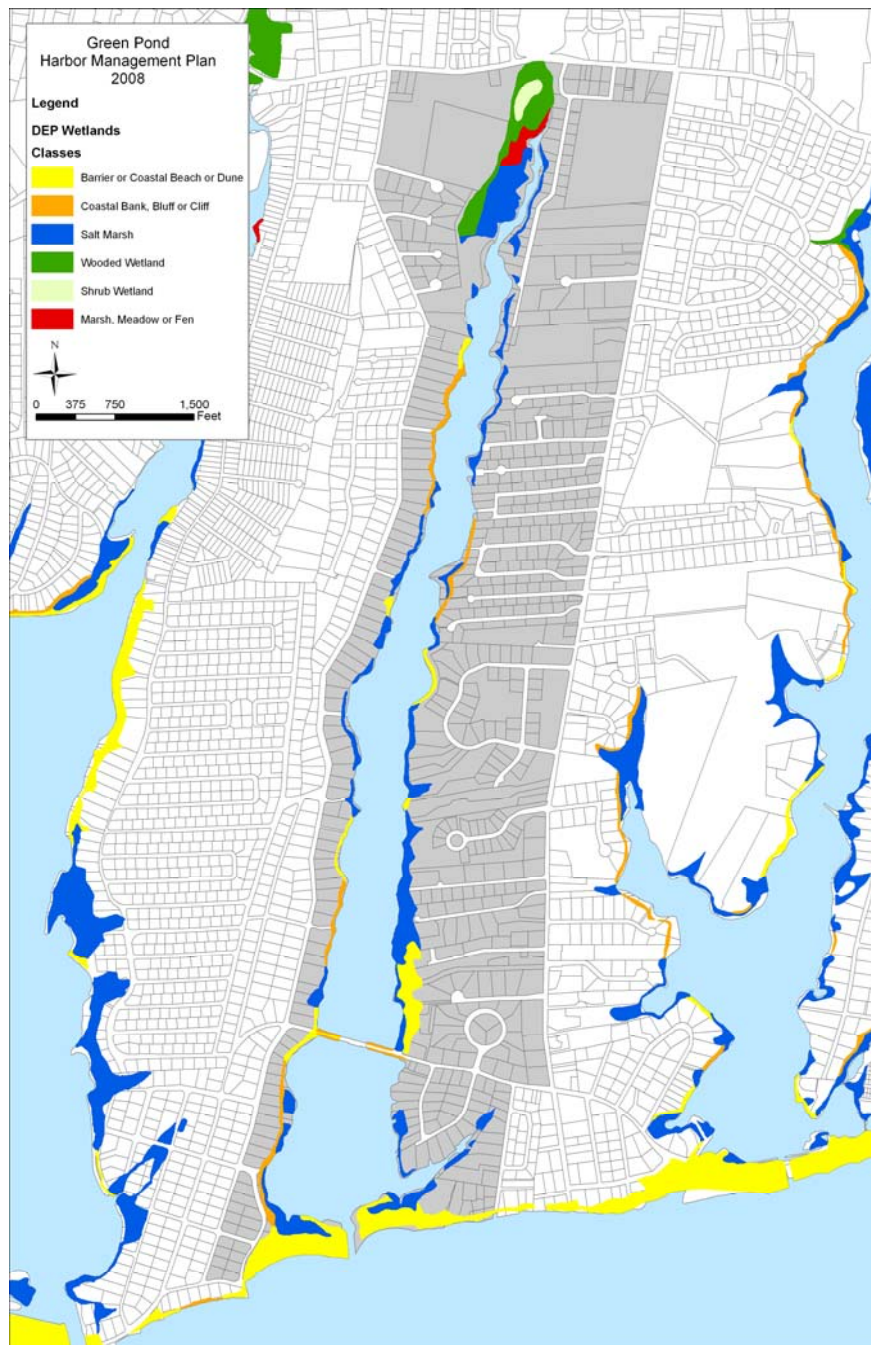 Green Pond
Harbor Management Plan
2008
Legend
DEP Wetlands
Classes
Barrier or Coastal Beach or Dune
Coastal Bank, Bluff or Cliff
Salt Marsh
Wooded Wetland
Shrub Wetland
Marsh. Meadow or Fen
N
0 375 750 1,500
Feet